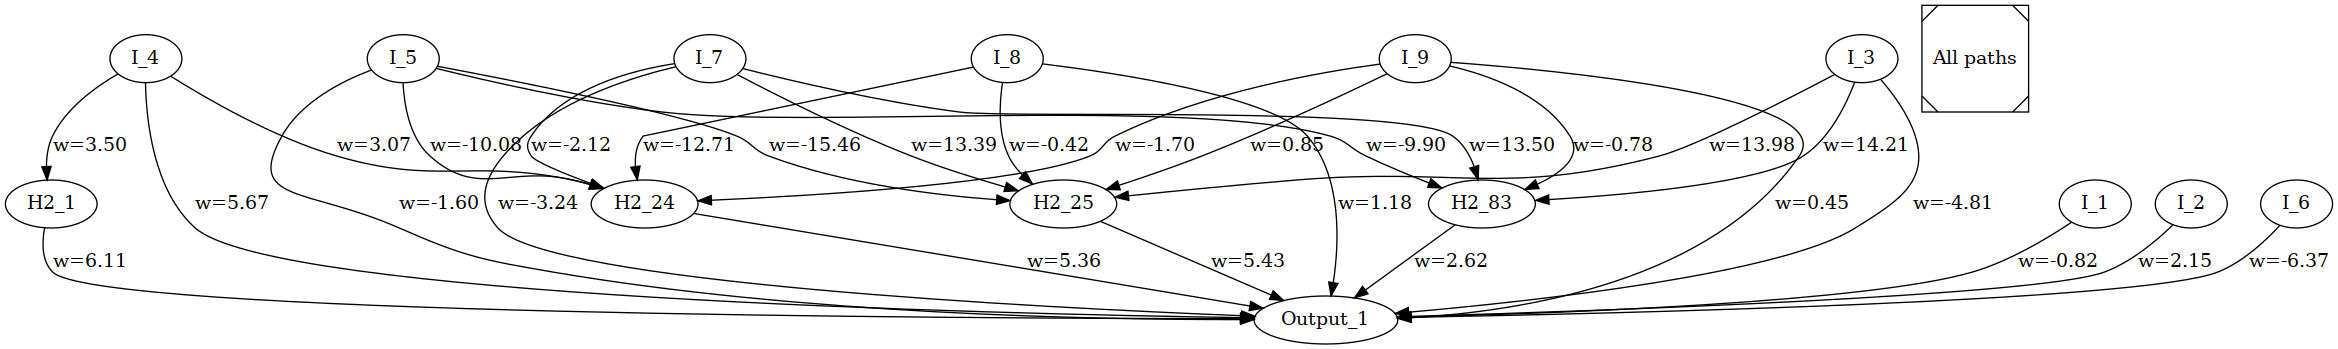 I_4
I_5
I_7
I_8
I_9
I_3
All paths
w=3.50
w=3.07
w=-10.08
w=-2.12
w=-12.71
w=-15.46
w=13.39
w=-0.42
w=-1.70
w=0.85
w=-9.90
w=13.50
w=-0.78
w=13.98
w=14.21
H2_1
w=5.67
w=-1.60
w=-3.24
H2_24
H2_25
w=1.18
H2_83
w=0.45
w=-4.81
I_1
I_2
I_6
w=6.11
w=5.36
w=5.43
w=2.62
w=-0.82
w=2.15
w=-6.37
Output_1